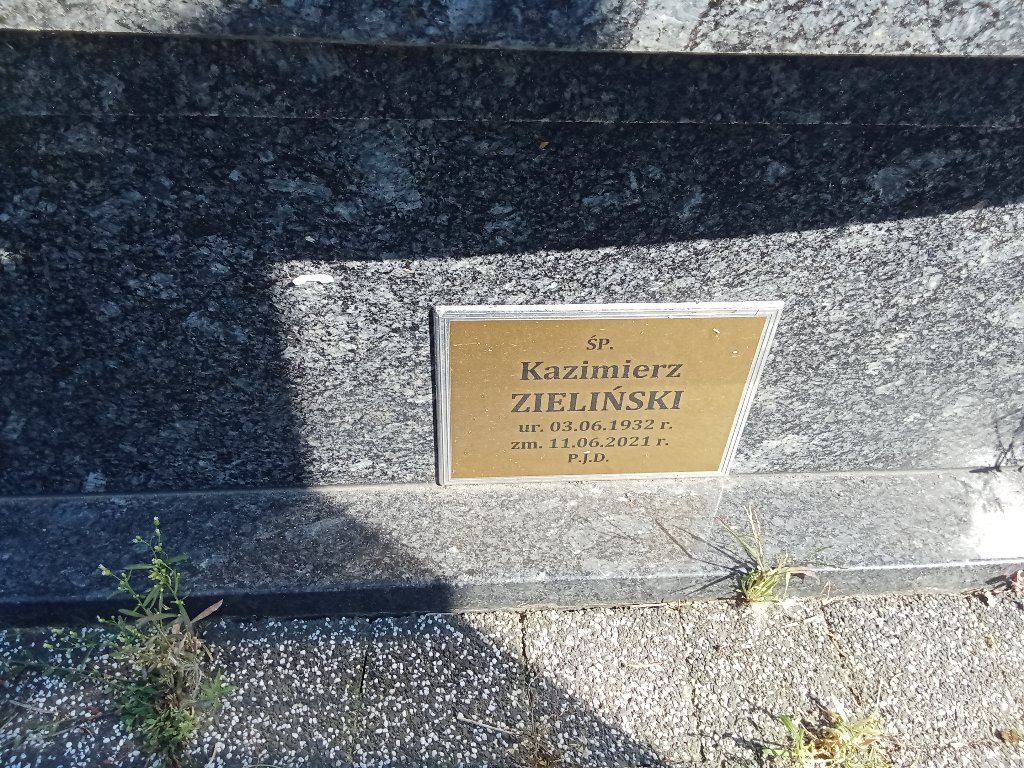 ŚP.
Kazimierz
ZIELIŃSKI
ur. 03.06.1932 r.
zm. 11.06.2021 r.
P.J.D.